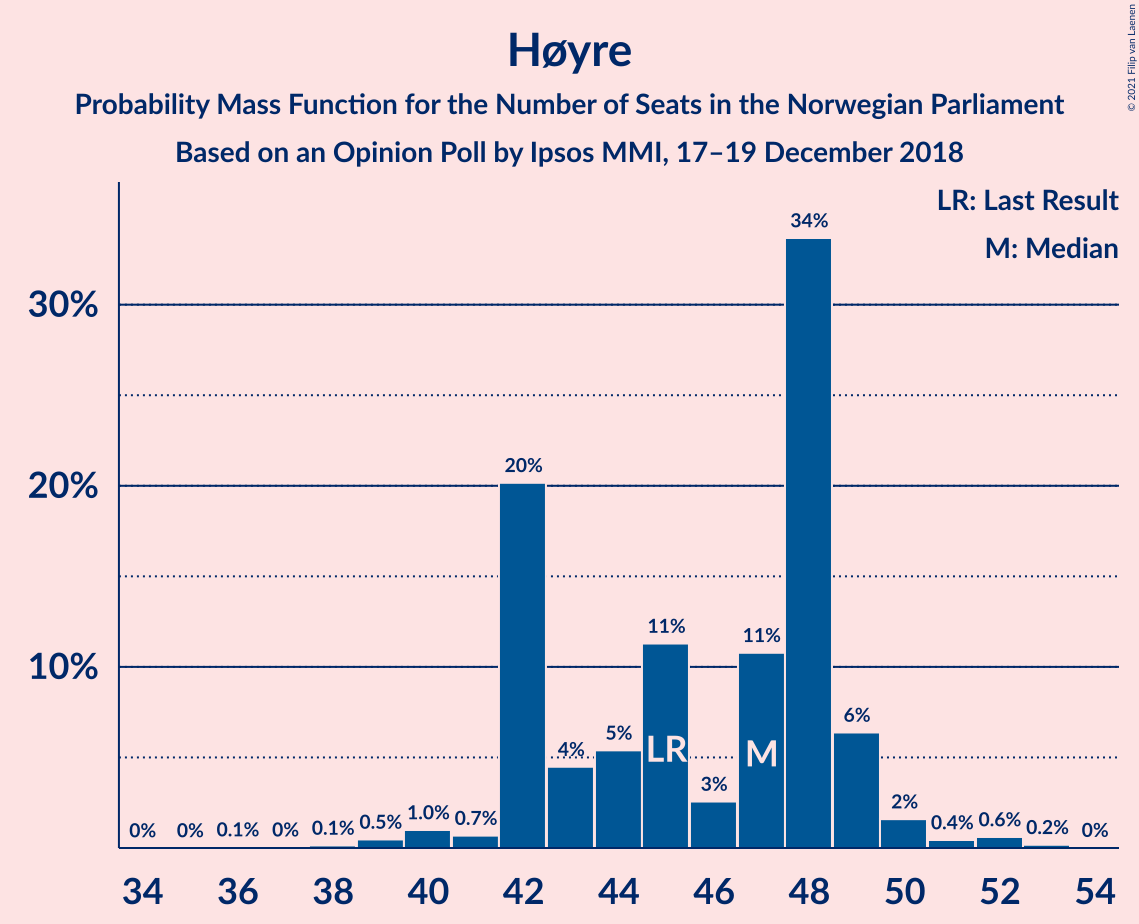 Høyre
Probability Mass Function for the Number of Seats in the Norwegian Parliament
Based on an Opinion Poll by Ipsos MMI, 17–19 December 2018
© 2021 Filip van Laenen
LR: Last Result
M: Median
30%
20%
10%
0%
0%
0.1%
0%
0.1%
0.5%
1.0%
0.7%
20%
4%
5%
11%
3%
11%
34%
6%
2%
0.4%
0.6%
0.2%
0%
LR
M
34 36 38 40 42 44 46 48 50 52 54